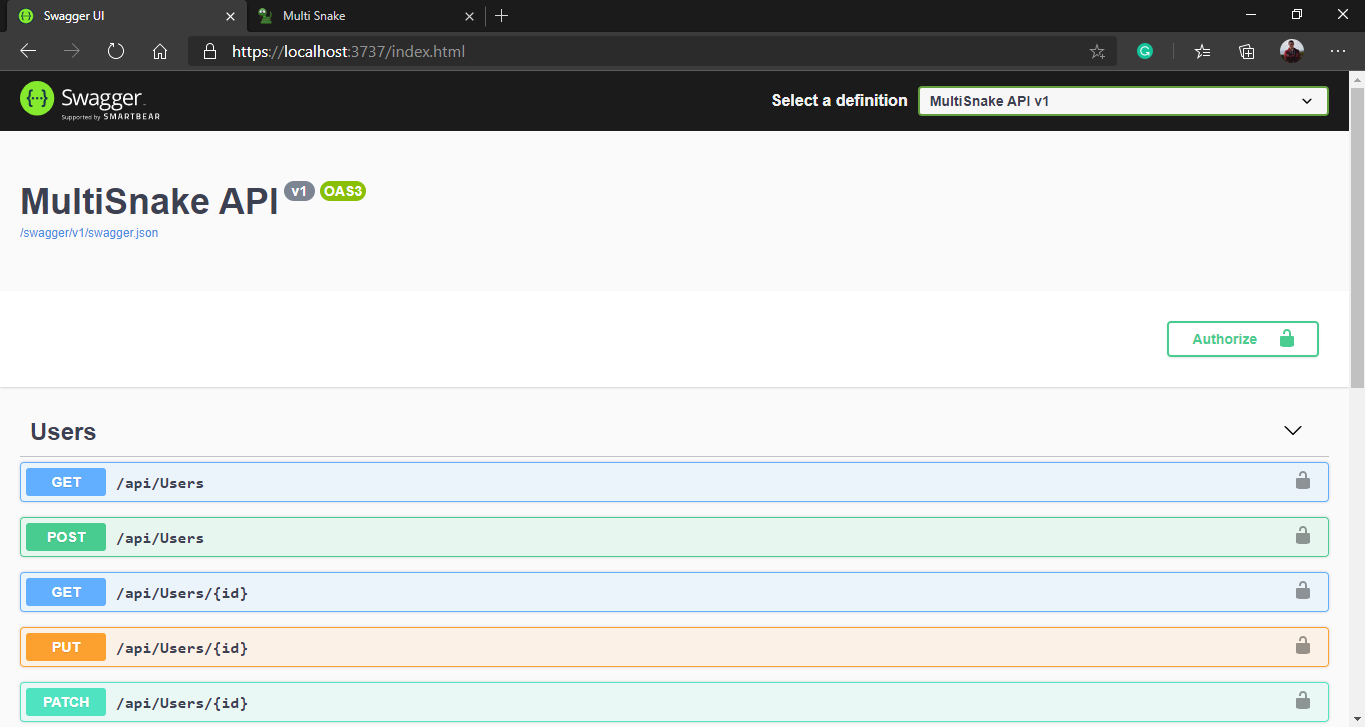 Swagger UI
Multi Snake
https://localhost:3737/index.html
G
{···} Swagger.
Supported by SMARTBEAR
Select a definition
MultiSnake API v1
MultiSnake API v1 OAS3
/swagger/v1/swagger.json
Authorize
Users
GET /api/Users
POST /api/Users
GET /api/Users/{id}
PUT /api/Users/{id}
PATCH /api/Users/{id}